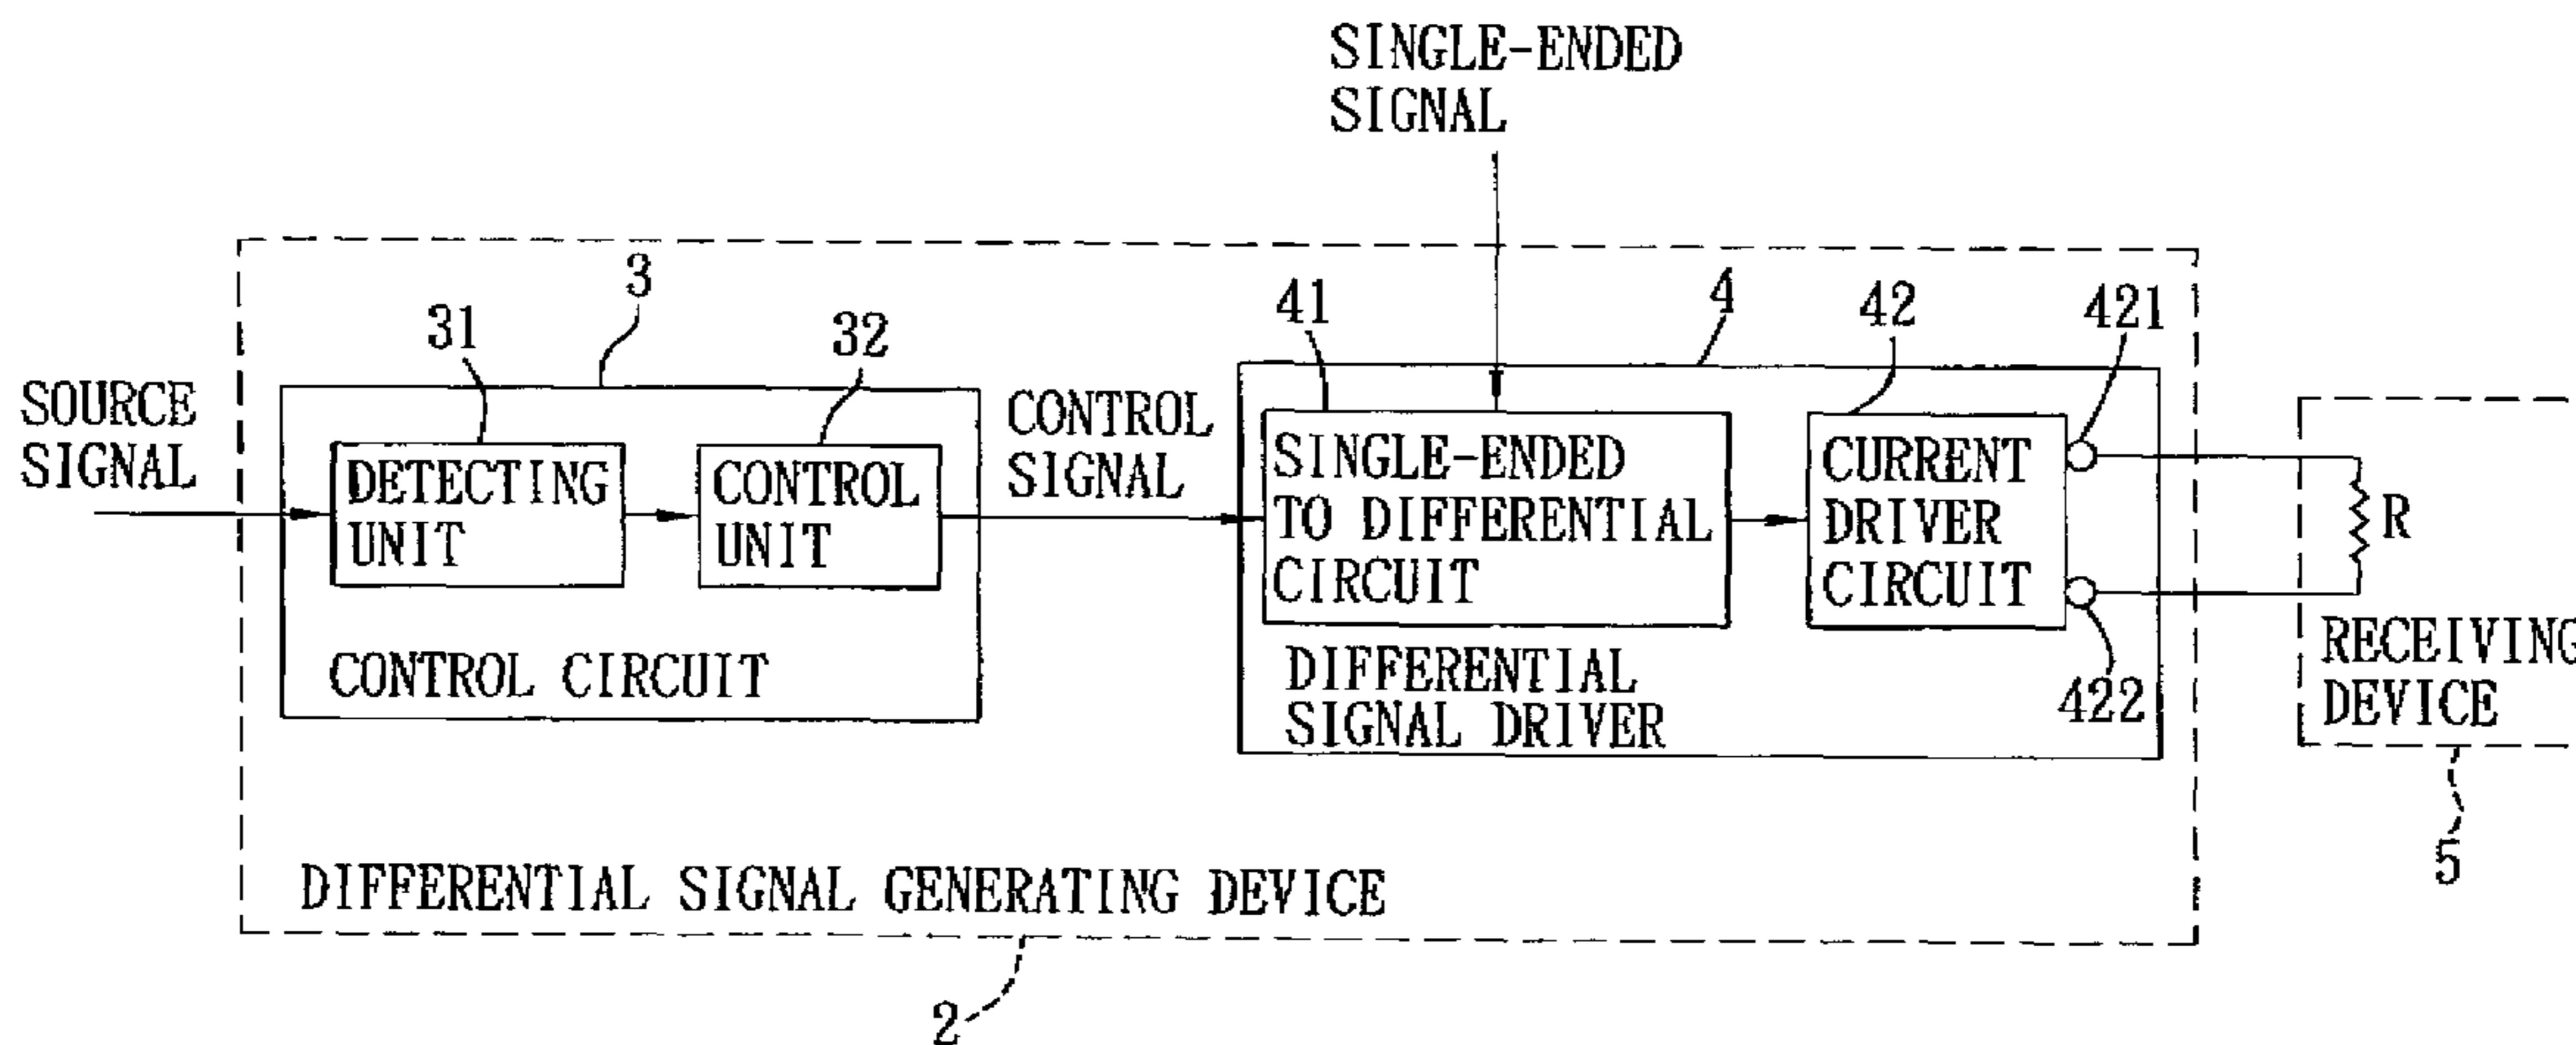 SINGLE-ENDED
SIGNAL
3
31
32
41
4
42
421
SOURCE
SIGNAL
DETECTING
UNIT
CONTROL
UNIT
CONTROL CIRCUIT
CONTROL
SIGNAL
SINGLE-ENDED
TO DIFFERENTIAL
CIRCUIT
CURRENT
DRIVER
CIRCUIT
R
DIFFERENTIAL
SIGNAL DRIVER
422
RECEIVING
DEVICE
5
DIFFERENTIAL SIGNAL GENERATING DEVICE
2